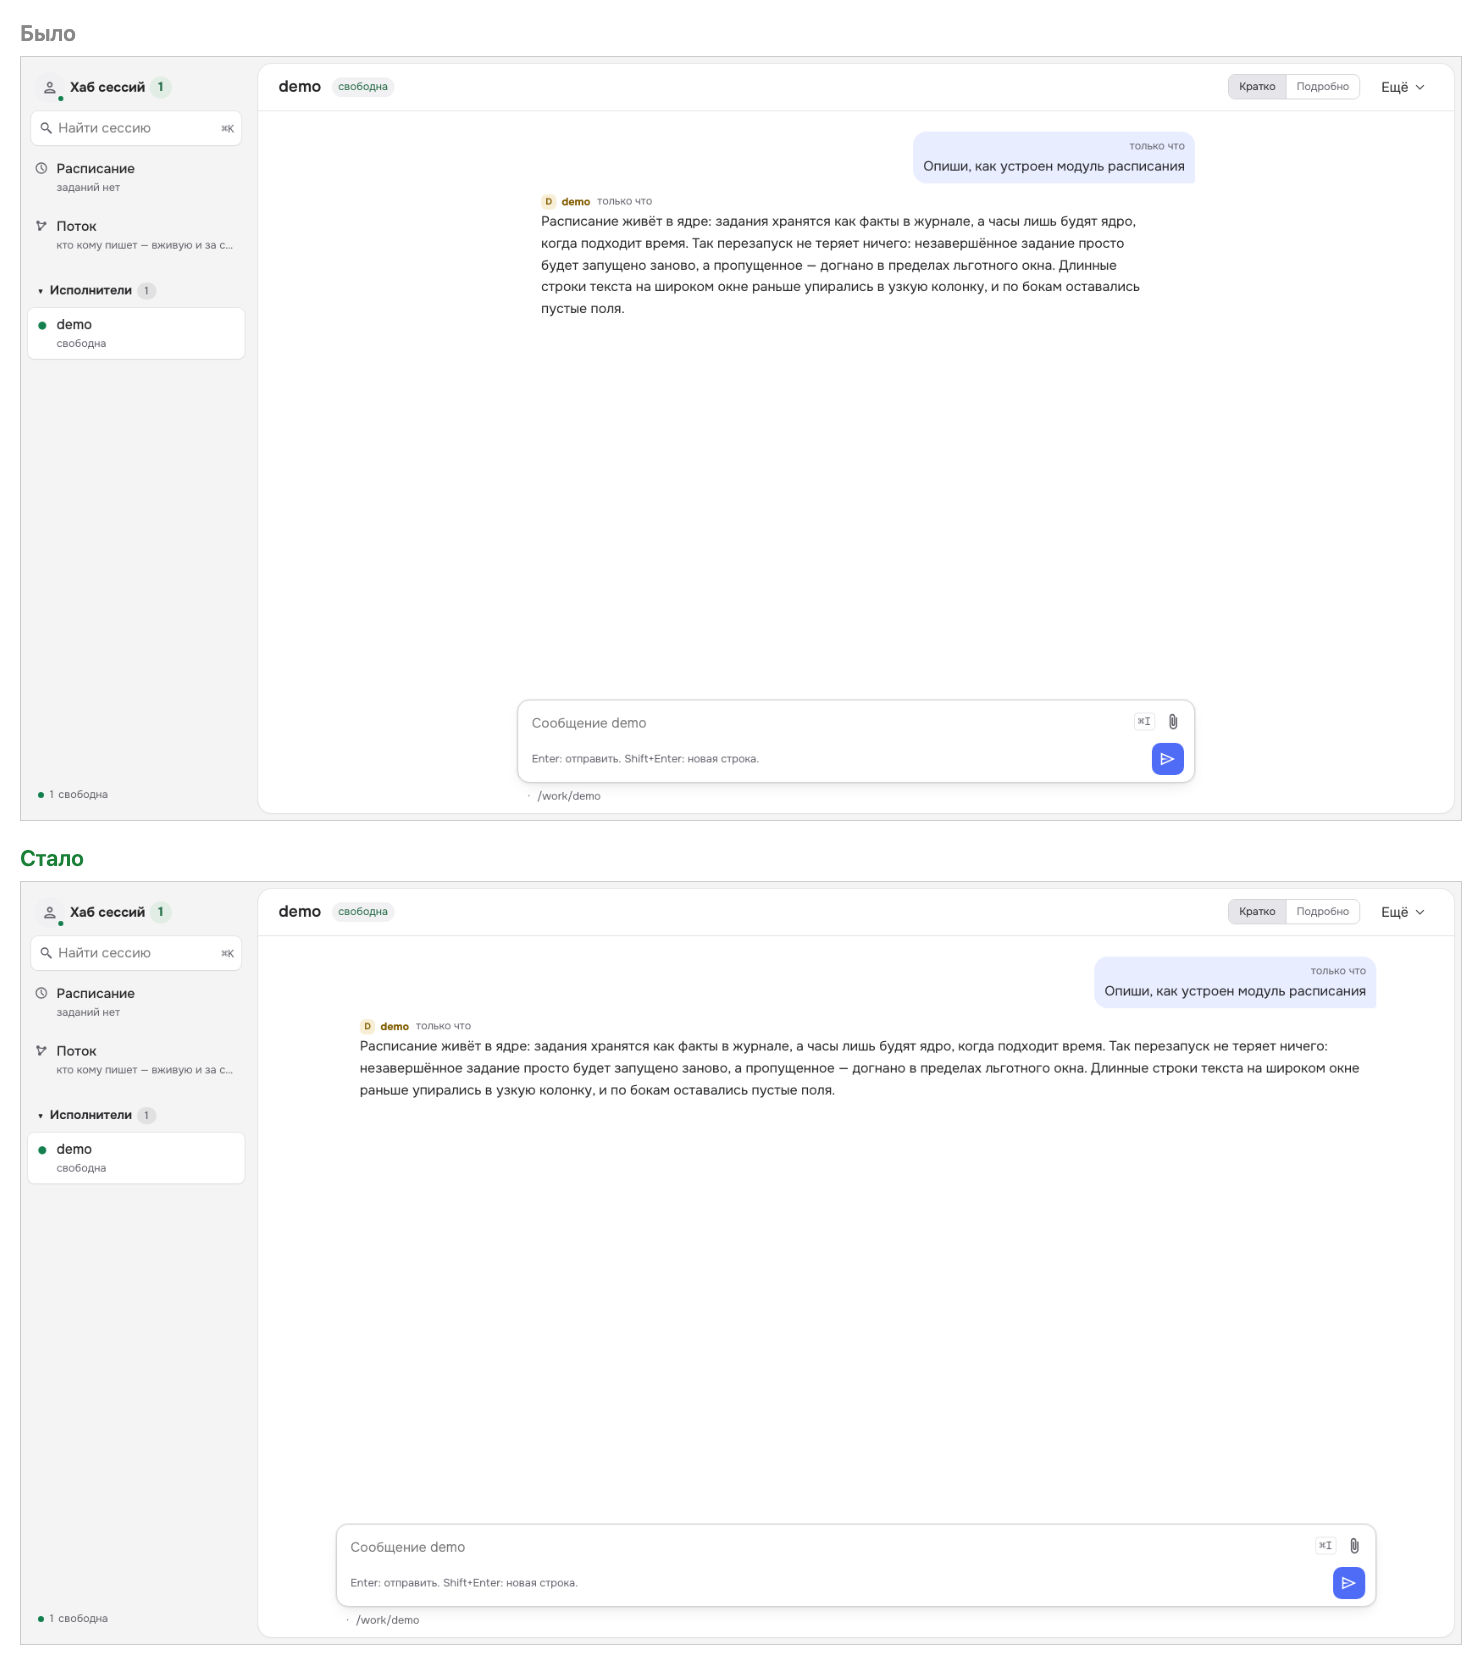 Было
Хаб сессий 1
Найти сессию ⌘K
Расписание
заданий нет
Поток
кто кому пишет — вживую и за с...
▾ Исполнители 1
demo
свободна
1 свободна
demo свободна
Кратко Подробно Ещё
только что
Опиши, как устроен модуль расписания
D demo только что
Расписание живёт в ядре: задания хранятся как факты в журнале, а часы лишь будят ядро,
когда подходит время. Так перезапуск не теряет ничего: незавершённое задание просто
будет запущено заново, а пропущенное — догнано в пределах льготного окна. Длинные
строки текста на широком окне раньше упирались в узкую колонку, и по бокам оставались
пустые поля.
Сообщение demo ⌘I
Enter: отправить. Shift+Enter: новая строка.
· /work/demo
Стало
Хаб сессий 1
Найти сессию ⌘K
Расписание
заданий нет
Поток
кто кому пишет — вживую и за с...
▾ Исполнители 1
demo
свободна
1 свободна
demo свободна
Кратко Подробно Ещё
только что
Опиши, как устроен модуль расписания
D demo только что
Расписание живёт в ядре: задания хранятся как факты в журнале, а часы лишь будят ядро, когда подходит время. Так перезапуск не теряет ничего:
незавершённое задание просто будет запущено заново, а пропущенное — догнано в пределах льготного окна. Длинные строки текста на широком окне
раньше упирались в узкую колонку, и по бокам оставались пустые поля.
Сообщение demo ⌘I
Enter: отправить. Shift+Enter: новая строка.
· /work/demo